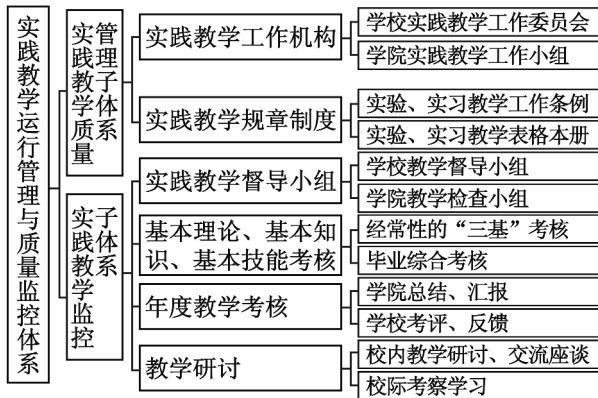 实践教学运行管理与质量监控体系
实践教学质量
管理子体系
实践教学监控
子体系
实践教学工作机构
学校实践教学工作委员会
学院实践教学工作小组
实践教学规章制度
实验、实习教学工作条例
实验、实习教学表格本册
实践教学督导小组
学校教学督导小组
学院教学检查小组
基本理论、基本知
识、基本技能考核
经常性的“三基”考核
毕业综合考核
年度教学考核
学院总结、汇报
学校考评、反馈
教学研讨
校内教学研讨、交流座谈
校际考察学习